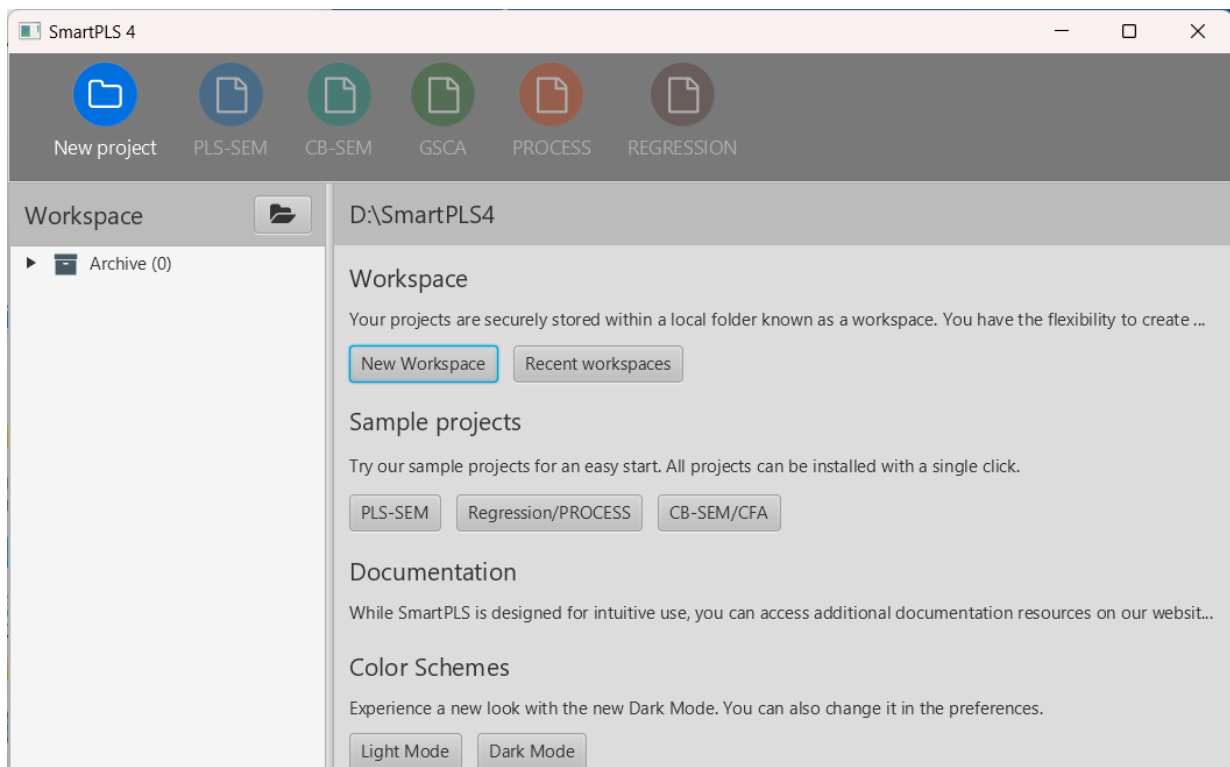 SmartPLS 4
New project
PLS-SEM
CB-SEM
GSCA
PROCESS
REGRESSION
Workspace
D:\SmartPLS4
Archive (0)
Workspace
Your projects are securely stored within a local folder known as a workspace. You have the flexibility to create ...
New Workspace
Recent workspaces
Sample projects
Try our sample projects for an easy start. All projects can be installed with a single click.
PLS-SEM
Regression/PROCESS
CB-SEM/CFA
Documentation
While SmartPLS is designed for intuitive use, you can access additional documentation resources on our websit...
Color Schemes
Experience a new look with the new Dark Mode. You can also change it in the preferences.
Light Mode
Dark Mode